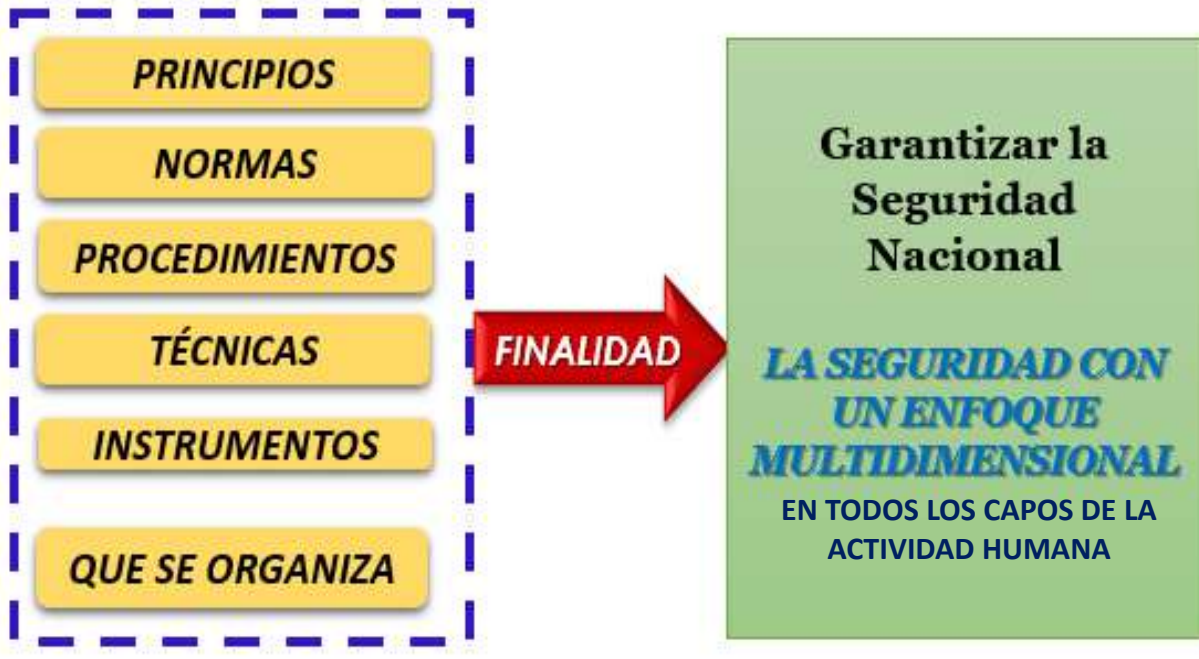 PRINCIPIOS
NORMAS
PROCEDIMIENTOS
TÉCNICAS
INSTRUMENTOS
QUE SE ORGANIZA
FINALIDAD
Garantizar la
Seguridad
Nacional
LA SEGURIDAD CON
UN ENFOQUE
MULTIDIMENSIONAL
EN TODOS LOS CAPOS DE LA
ACTIVIDAD HUMANA